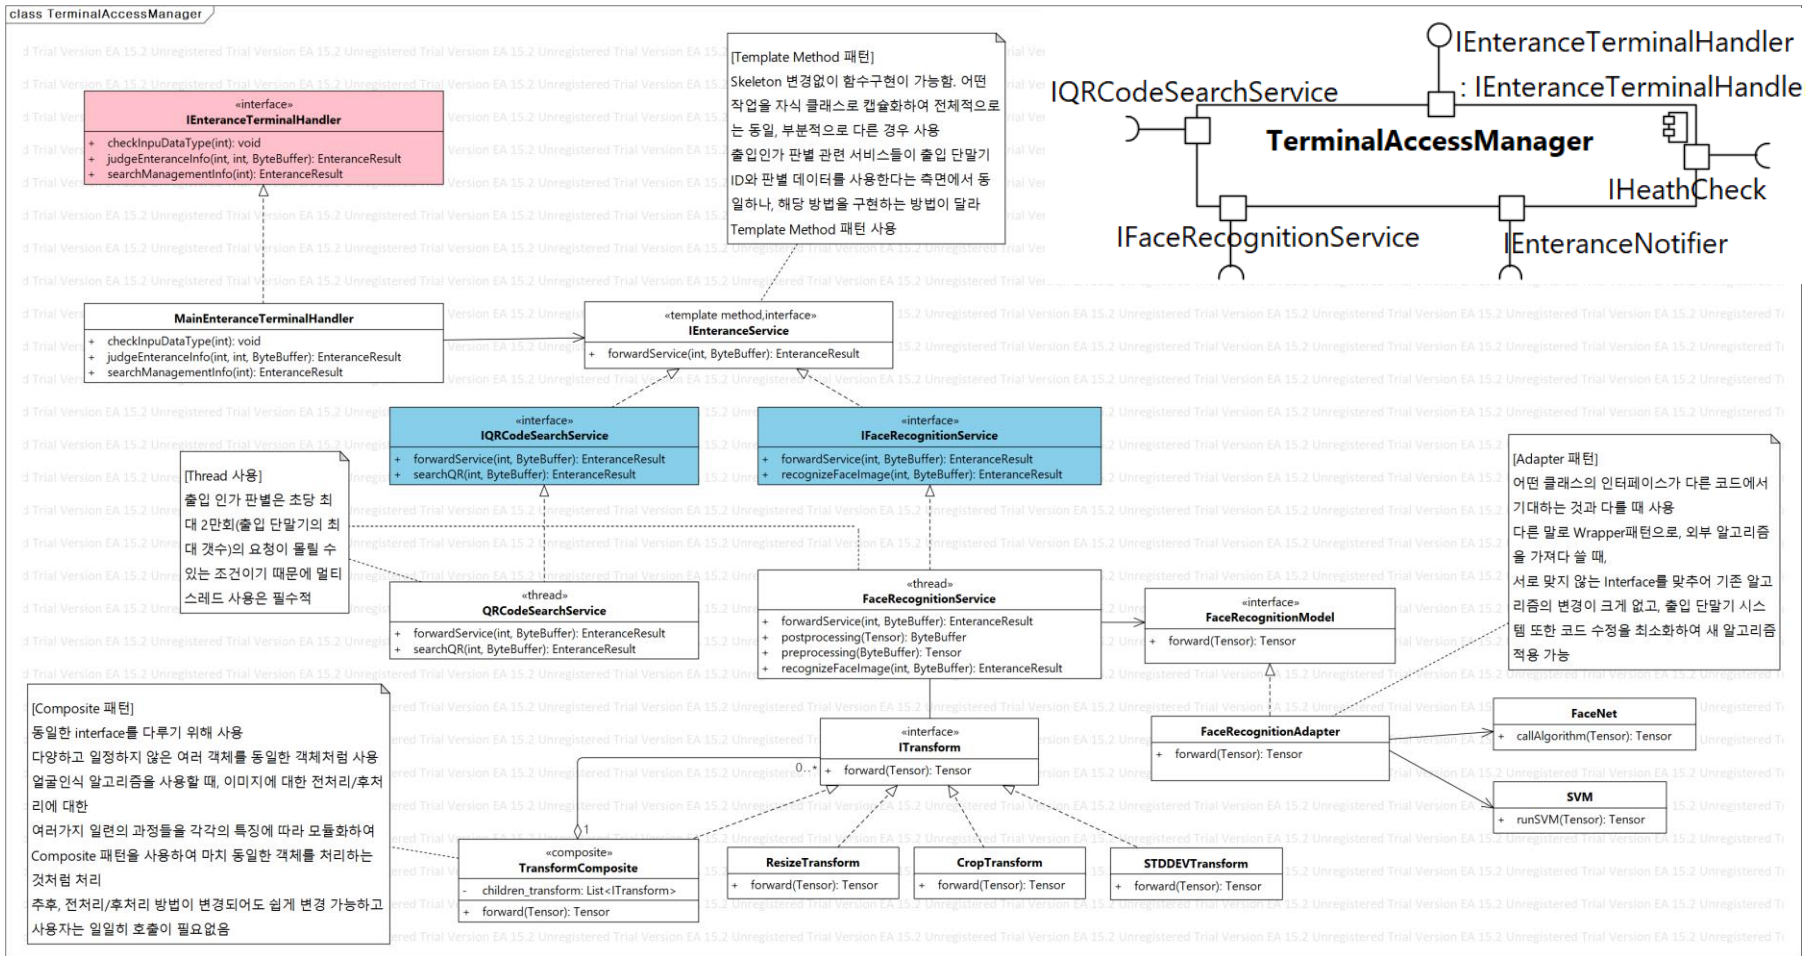 class TerminalAccessManager
IEnteranceTerminalHandler
: IEnteranceTerminalHandle
IQRCodeSearchService
TerminalAccessManager
IHeathCheck
IFaceRecognitionService
IEnteranceNotifier
[Template Method 패턴]
Skeleton 변경없이 함수구현이 가능함. 어떤
작업을 자식 클래스로 캡슐화하여 전체적으로
는 동일, 부분적으로 다른 경우 사용
출입인가 판별 관련 서비스들이 출입 단말기
ID와 판별 데이터를 사용한다는 측면에서 동
일하나, 해당 방법을 구현하는 방법이 달라
Template Method 패턴 사용
«interface»
IEnteranceTerminalHandler
+ checkInpuDataType(int): void
+ judgeEnteranceInfo(int, int, ByteBuffer): EnteranceResult
+ searchManagementInfo(int): EnteranceResult
MainEnteranceTerminalHandler
+ checkInpuDataType(int): void
+ judgeEnteranceInfo(int, int, ByteBuffer): EnteranceResult
+ searchManagementInfo(int): EnteranceResult
«template method,interface»
IEnteranceService
+ forwardService(int, ByteBuffer): EnteranceResult
«interface»
IQRCodeSearchService
+ forwardService(int, ByteBuffer): EnteranceResult
+ searchQR(int, ByteBuffer): EnteranceResult
«interface»
IFaceRecognitionService
+ forwardService(int, ByteBuffer): EnteranceResult
+ recognizeFaceImage(int, ByteBuffer): EnteranceResult
[Thread 사용]
출입 인가 판별은 초당 최
대 2만회(출입 단말기의 최
대 갯수)의 요청이 몰릴 수
있는 조건이기 때문에 멀티
스레드 사용은 필수적
[Adapter 패턴]
어떤 클래스의 인터페이스가 다른 코드에서
기대하는 것과 다를 때 사용
다른 말로 Wrapper패턴으로, 외부 알고리즘
을 가져다 쓸 때,
서로 맞지 않는 Interface를 맞추어 기존 알고
리즘의 변경이 크게 없고, 출입 단말기 시스
템 또한 코드 수정을 최소화하여 새 알고리즘
적용 가능
«thread»
QRCodeSearchService
+ forwardService(int, ByteBuffer): EnteranceResult
+ searchQR(int, ByteBuffer): EnteranceResult
«thread»
FaceRecognitionService
+ forwardService(int, ByteBuffer): EnteranceResult
+ postprocessing(Tensor): ByteBuffer
+ preprocessing(ByteBuffer): Tensor
+ recognizeFaceImage(int, ByteBuffer): EnteranceResult
«interface»
FaceRecognitionModel
+ forward(Tensor): Tensor
[Composite 패턴]
동일한 interface를 다루기 위해 사용
다양하고 일정하지 않은 여러 객체를 동일한 객체처럼 사용
얼굴인식 알고리즘을 사용할 때, 이미지에 대한 전처리/후처
리에 대한
여러가지 일련의 과정들을 각각의 특징에 따라 모듈화하여
Composite 패턴을 사용하여 마치 동일한 객체를 처리하는
것처럼 처리
추후, 전처리/후처리 방법이 변경되어도 쉽게 변경 가능하고
사용자는 일일히 호출이 필요없음
«interface»
ITransform
+ forward(Tensor): Tensor
0..*
1
FaceRecognitionAdapter
+ forward(Tensor): Tensor
FaceNet
+ callAlgorithm(Tensor): Tensor
SVM
+ runSVM(Tensor): Tensor
«composite»
TransformComposite
- children_transform: List<ITransform>
+ forward(Tensor): Tensor
ResizeTransform
+ forward(Tensor): Tensor
CropTransform
+ forward(Tensor): Tensor
STDDEVTransform
+ forward(Tensor): Tensor